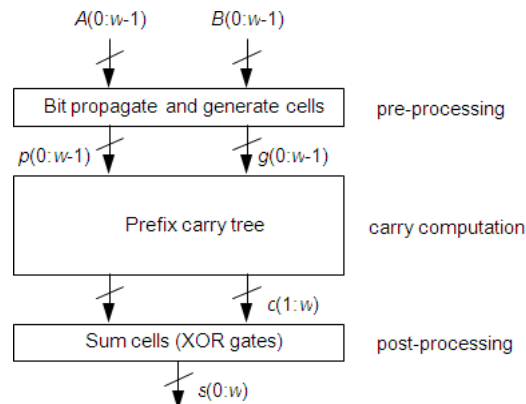 A(0:w-1) B(0:w-1)
Bit propagate and generate cells pre-processing
p(0:w-1) g(0:w-1)
Prefix carry tree carry computation
c(1:w)
Sum cells (XOR gates) post-processing
s(0:w)